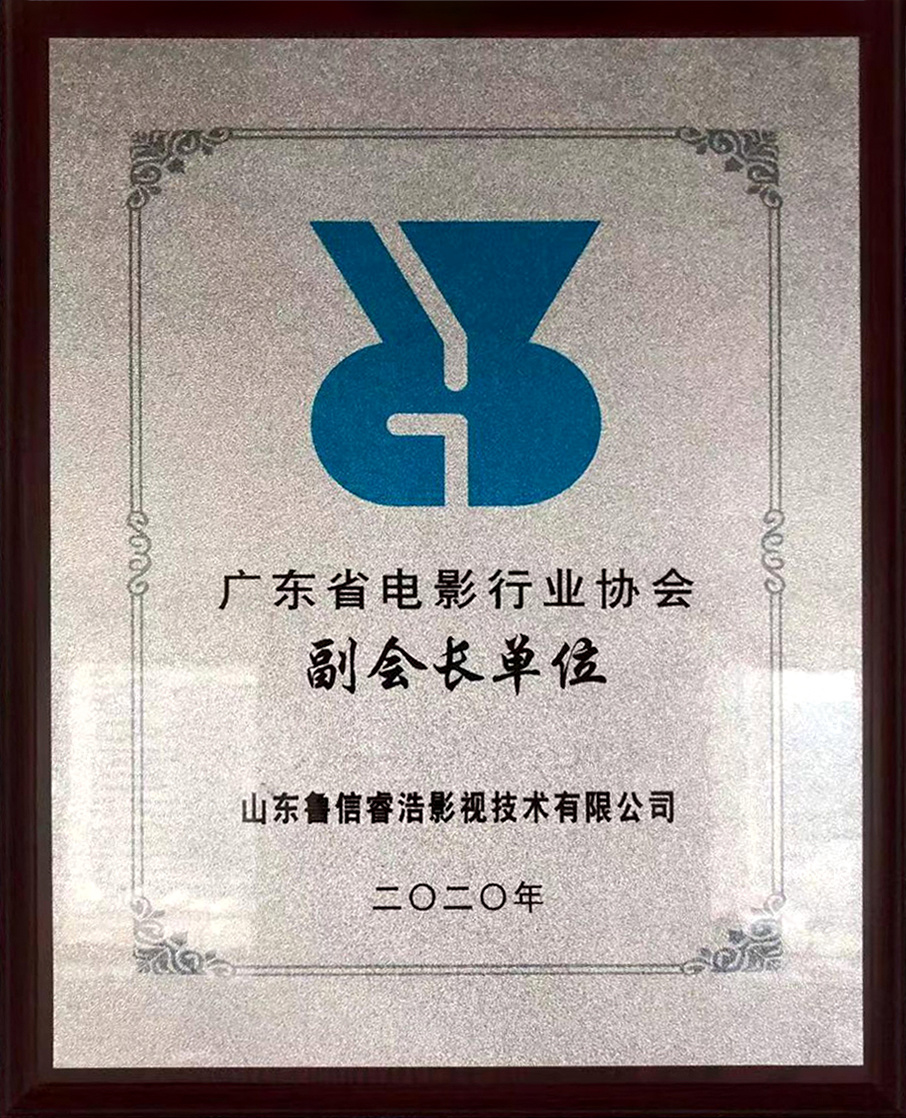 广东省电影行业协会
副会长单位
山东鲁信睿浩影视技术有限公司
二〇二〇年